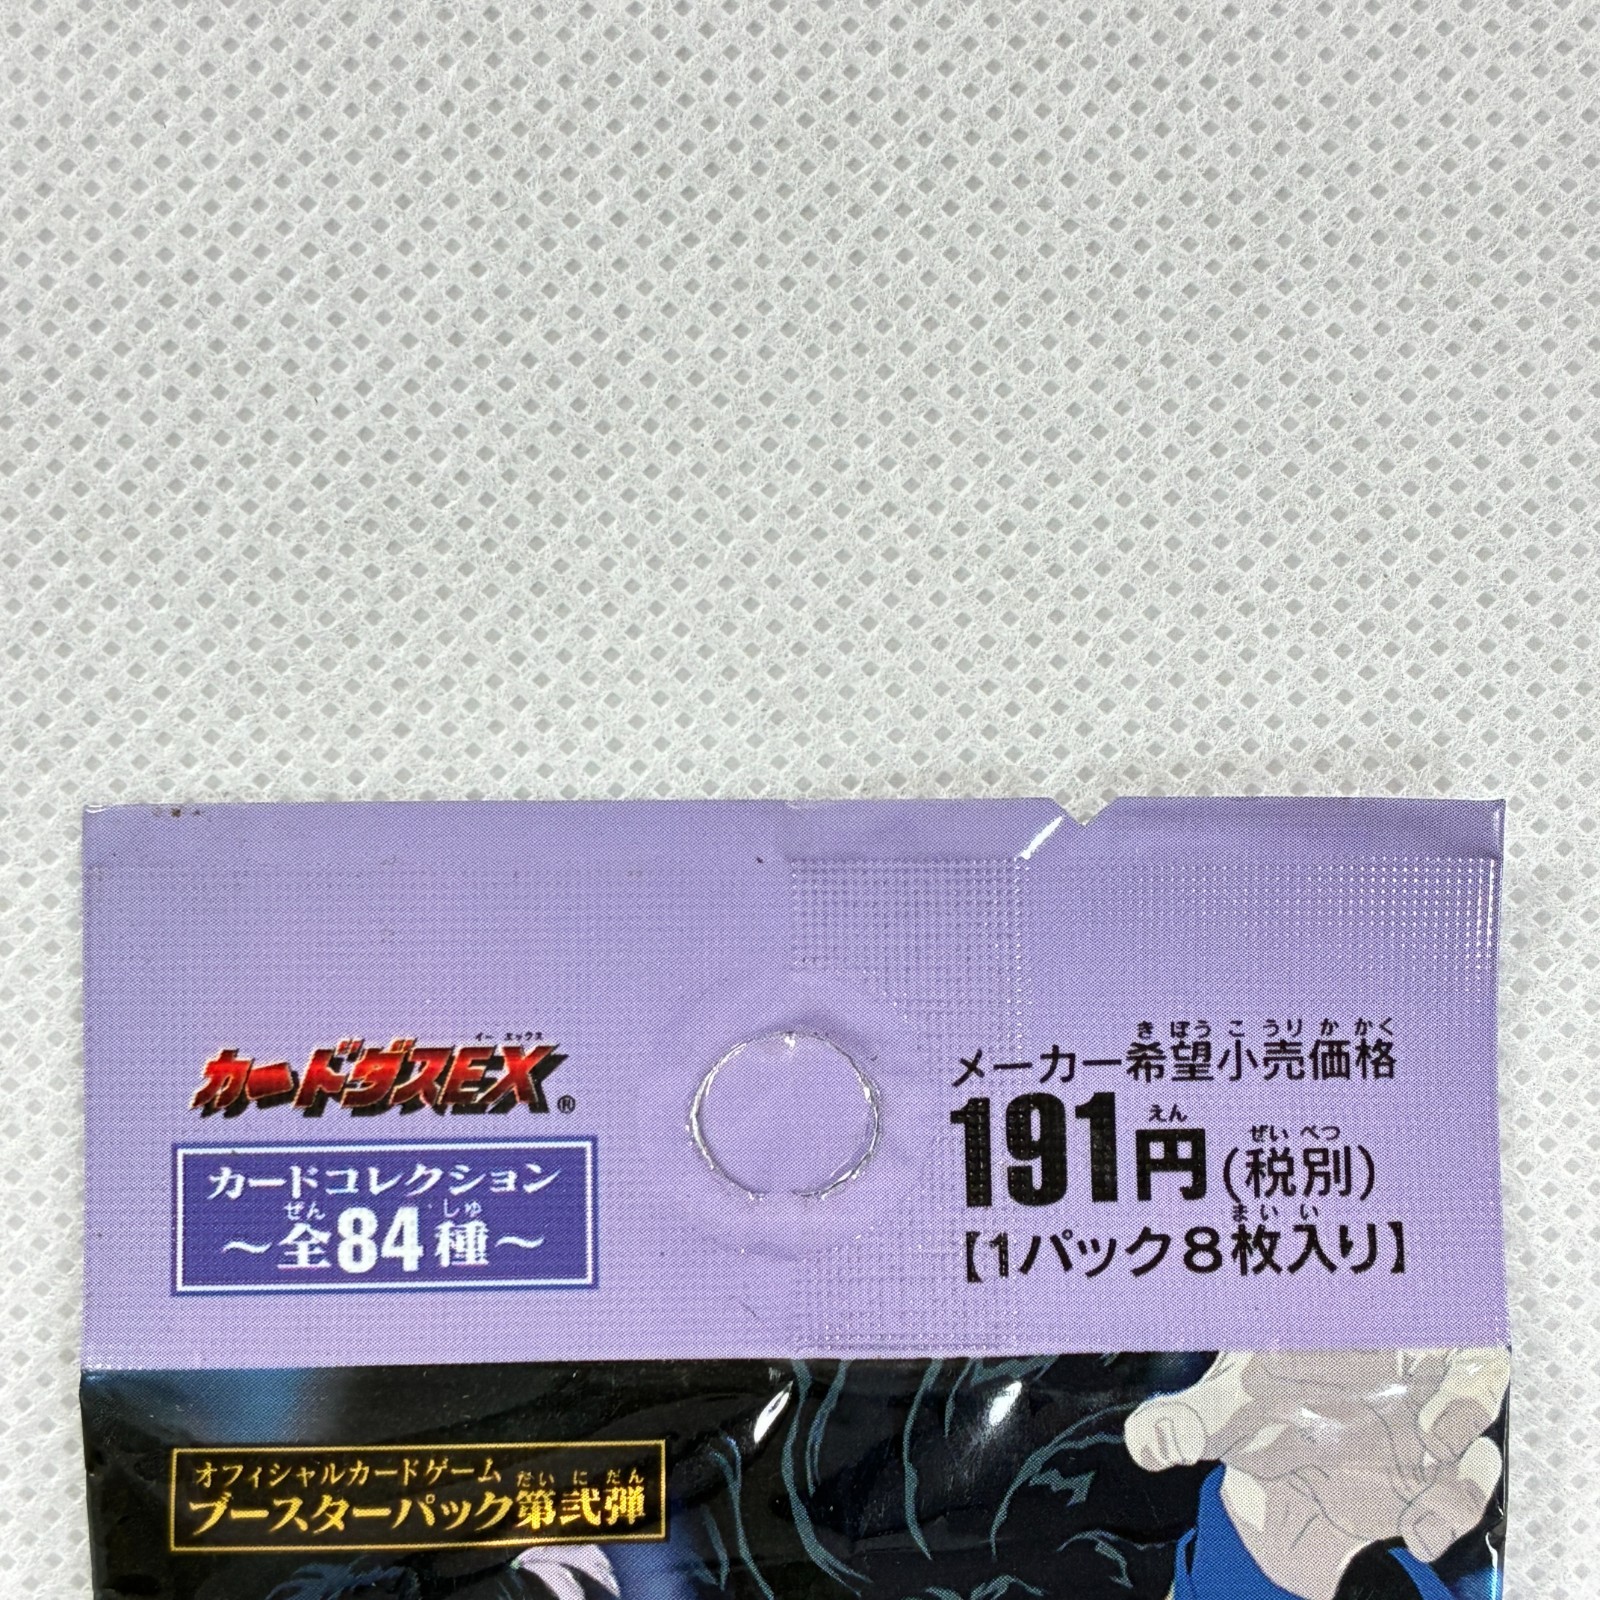 イー エックス
カードダスEX®
カードコレクション
ぜん しゅ
～全84種～
き ぼう こ うり か かく
メーカー希望小売価格
えん ぜい べつ
191円(税別)
まい い
【1パック8枚入り】
オフィシャルカードゲーム
だい に だん
ブースターパック第弐弾